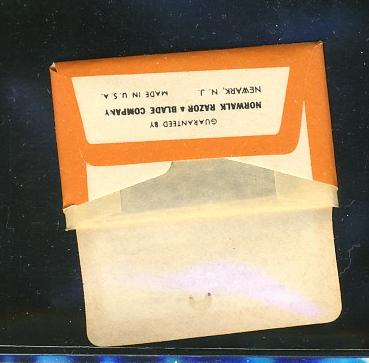 GUARANTEED BY
NORWALK RAZOR & BLADE COMPANY
NEWARK, N. J. MADE IN U.S.A.